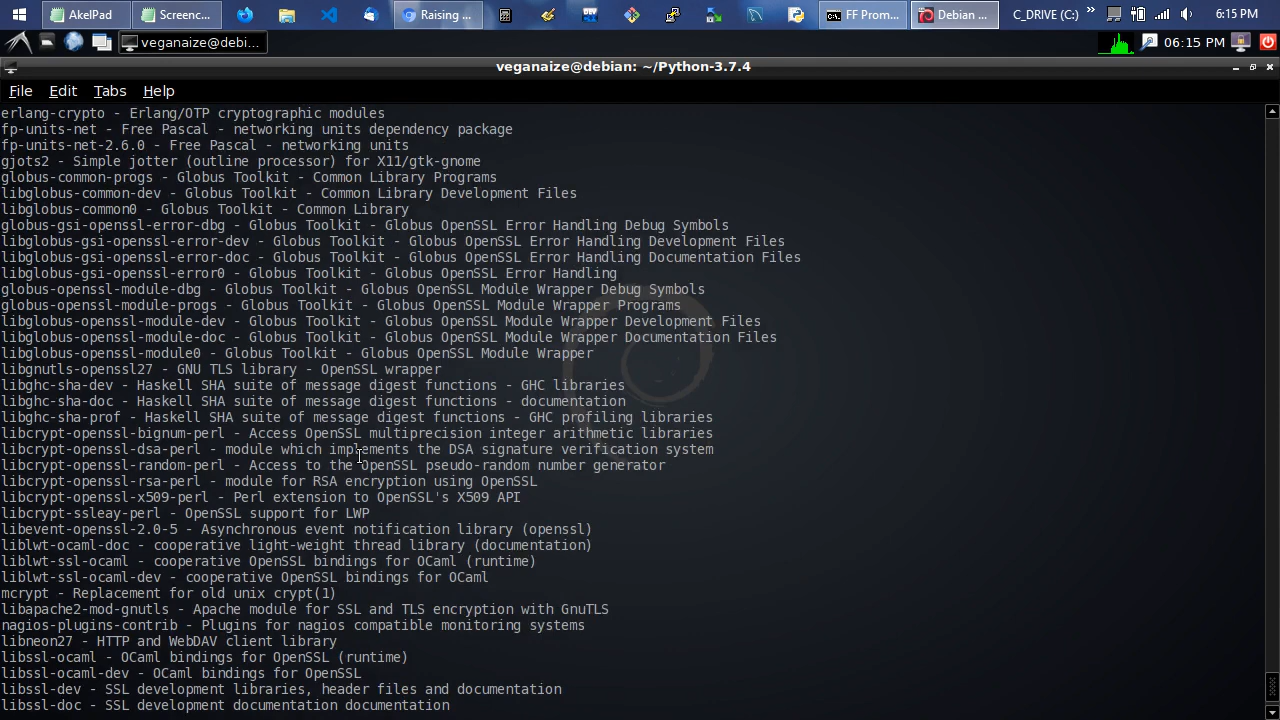 AkelPad
Screenc...
Raising ...
FF Prom...
Debian ...
C_DRIVE (C:)
6:15 PM
veganaize@debi...
06:15 PM
veganaize@debian: ~/Python-3.7.4
File Edit Tabs Help
erlang-crypto - Erlang/OTP cryptographic modules
fp-units-net - Free Pascal - networking units dependency package
fp-units-net-2.6.0 - Free Pascal - networking units
gjots2 - Simple jotter (outline processor) for X11/gtk-gnome
globus-common-progs - Globus Toolkit - Common Library Programs
libglobus-common-dev - Globus Toolkit - Common Library Development Files
libglobus-common0 - Globus Toolkit - Common Library
globus-gsi-openssl-error-dbg - Globus Toolkit - Globus OpenSSL Error Handling Debug Symbols
libglobus-gsi-openssl-error-dev - Globus Toolkit - Globus OpenSSL Error Handling Development Files
libglobus-gsi-openssl-error-doc - Globus Toolkit - Globus OpenSSL Error Handling Documentation Files
libglobus-gsi-openssl-error0 - Globus Toolkit - Globus OpenSSL Error Handling
globus-openssl-module-dbg - Globus Toolkit - Globus OpenSSL Module Wrapper Debug Symbols
globus-openssl-module-progs - Globus Toolkit - Globus OpenSSL Module Wrapper Programs
libglobus-openssl-module-dev - Globus Toolkit - Globus OpenSSL Module Wrapper Development Files
libglobus-openssl-module-doc - Globus Toolkit - Globus OpenSSL Module Wrapper Documentation Files
libglobus-openssl-module0 - Globus Toolkit - Globus OpenSSL Module Wrapper
libgnutls-openssl27 - GNU TLS library - OpenSSL wrapper
libghc-sha-dev - Haskell SHA suite of message digest functions - GHC libraries
libghc-sha-doc - Haskell SHA suite of message digest functions - documentation
libghc-sha-prof - Haskell SHA suite of message digest functions - GHC profiling libraries
libcrypt-openssl-bignum-perl - Access OpenSSL multiprecision integer arithmetic libraries
libcrypt-openssl-dsa-perl - module which implements the DSA signature verification system
libcrypt-openssl-random-perl - Access to the OpenSSL pseudo-random number generator
libcrypt-openssl-rsa-perl - module for RSA encryption using OpenSSL
libcrypt-openssl-x509-perl - Perl extension to OpenSSL's X509 API
libcrypt-ssleay-perl - OpenSSL support for LWP
libevent-openssl-2.0-5 - Asynchronous event notification library (openssl)
liblwt-ocaml-doc - cooperative light-weight thread library (documentation)
liblwt-ssl-ocaml - cooperative OpenSSL bindings for OCaml (runtime)
liblwt-ssl-ocaml-dev - cooperative OpenSSL bindings for OCaml
mcrypt - Replacement for old unix crypt(1)
libapache2-mod-gnutls - Apache module for SSL and TLS encryption with GnuTLS
nagios-plugins-contrib - Plugins for nagios compatible monitoring systems
libneon27 - HTTP and WebDAV client library
libssl-ocaml - OCaml bindings for OpenSSL (runtime)
libssl-ocaml-dev - OCaml bindings for OpenSSL
libssl-dev - SSL development libraries, header files and documentation
libssl-doc - SSL development documentation documentation